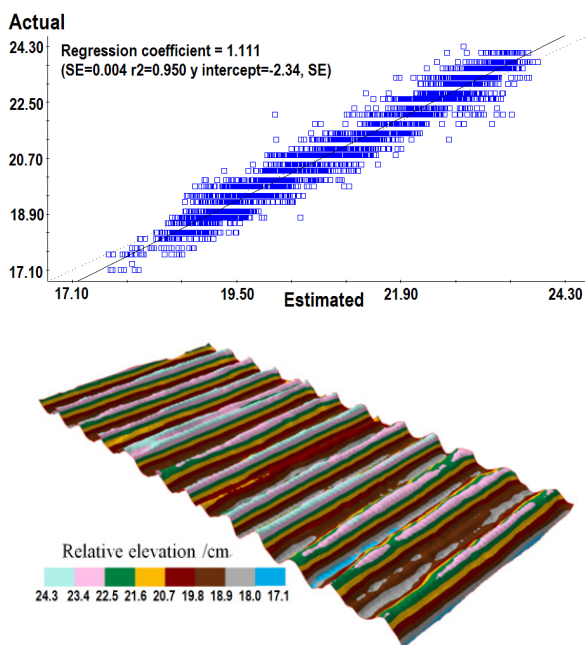 Actual
24.30
Regression coefficient = 1.111
(SE=0.004 r2=0.950 y intercept=-2.34, SE)
22.50
20.70
18.90
17.10
17.10 19.50 21.90 24.30
Estimated
Relative elevation /cm
24.3 23.4 22.5 21.6 20.7 19.8 18.9 18.0 17.1